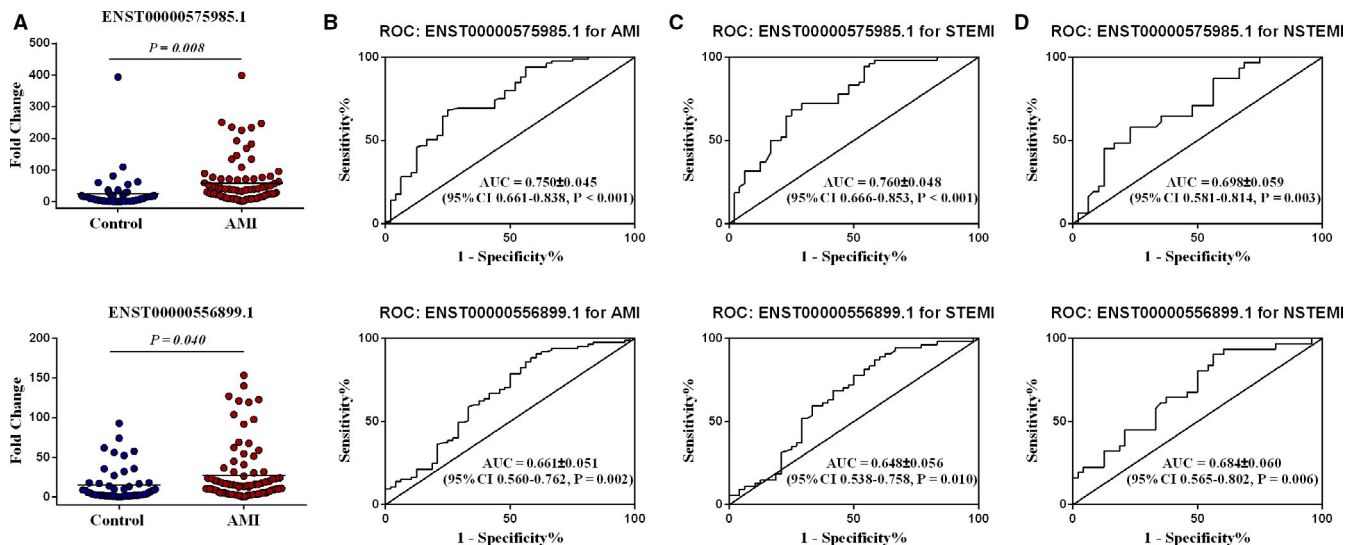 A
ENST00000575985.1
P = 0.008
Fold Change
500
400
300
200
100
0
Control
AMI
B
ROC: ENST00000575985.1 for AMI
Sensitivity%
100
50
0
AUC = 0.750±0.045
(95%CI 0.661-0.838, P < 0.001)
0
50
100
1 - Specificity%
C
ROC: ENST00000575985.1 for STEMI
Sensitivity%
100
50
0
AUC = 0.760±0.048
(95%CI 0.666-0.853, P < 0.001)
0
50
100
1 - Specificity%
D
ROC: ENST00000575985.1 for NSTEMI
Sensitivity%
100
50
0
AUC = 0.698±0.059
(95%CI 0.581-0.814, P = 0.003)
0
50
100
1 - Specificity%
ENST00000556899.1
P = 0.040
Fold Change
200
150
100
50
0
Control
AMI
ROC: ENST00000556899.1 for AMI
Sensitivity%
100
50
0
AUC = 0.661±0.051
(95%CI 0.560-0.762, P = 0.002)
0
50
100
1 - Specificity%
ROC: ENST00000556899.1 for STEMI
Sensitivity%
100
50
0
AUC = 0.648±0.056
(95%CI 0.538-0.758, P = 0.010)
0
50
100
1 - Specificity%
ROC: ENST00000556899.1 for NSTEMI
Sensitivity%
100
50
0
AUC = 0.684±0.060
(95%CI 0.565-0.802, P = 0.006)
0
50
100
1 - Specificity%